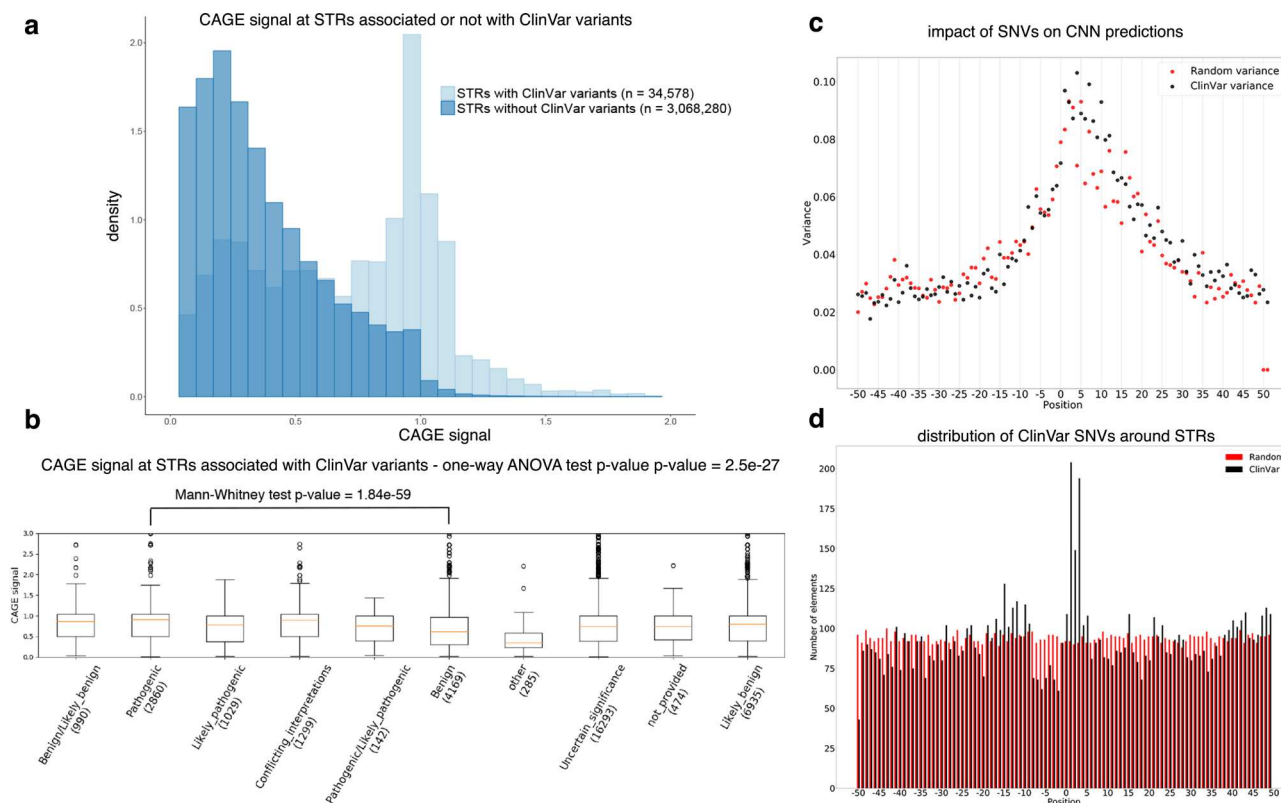 a
CAGE signal at STRs associated or not with ClinVar variants
density
2.0
1.5
1.0
0.5
0.0
STRs with ClinVar variants (n = 34,578)
STRs without ClinVar variants (n = 3,068,280)
0.0 0.5 1.0 1.5 2.0
CAGE signal
b
CAGE signal at STRs associated with ClinVar variants - one-way ANOVA test p-value p-value = 2.5e-27
Mann-Whitney test p-value = 1.84e-59
CAGE signal
3.0
2.5
2.0
1.5
1.0
0.5
0.0
Benign/Likely_benign
(990)
Pathogenic
(2860)
Likely_pathogenic
(1029)
Conflicting_interpretations
(1299)
Pathogenic/Likely_pathogenic
(142)
Benign
(4169)
other
(285)
Uncertain_significance
(16293)
not_provided
(474)
Likely_benign
(6935)
c
impact of SNVs on CNN predictions
Random variance
ClinVar variance
Variance
0.10
0.08
0.06
0.04
0.02
0.00
-50 -45 -40 -35 -30 -25 -20 -15 -10 -5 0 5 10 15 20 25 30 35 40 45 50
Position
d
distribution of ClinVar SNVs around STRs
Random
ClinVar
Number of elements
200
175
150
125
100
75
50
25
0
-50 -45 -40 -35 -30 -25 -20 -15 -10 -5 0 5 10 15 20 25 30 35 40 45 50
Position